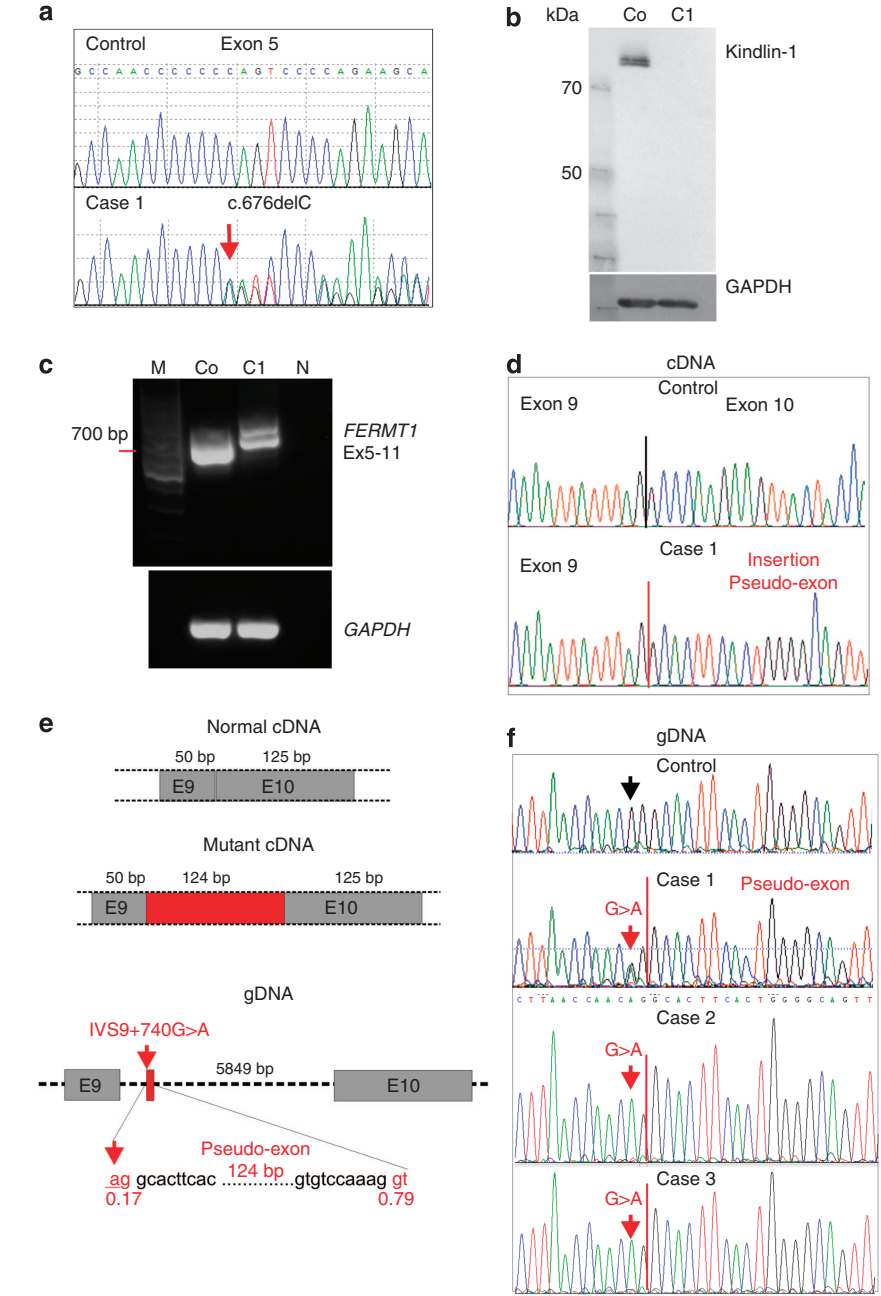 a
Control Exon 5
G C C A A C C C C C C C A G T C C C C A G A A G C A
Case 1 c.676delC
b
kDa Co C1
Kindlin-1
70
50
GAPDH
c
M Co C1 N
700 bp
FERMT1
Ex5-11
GAPDH
d
cDNA
Control
Exon 9 Exon 10
Case 1
Exon 9
Insertion
Pseudo-exon
e
Normal cDNA
50 bp 125 bp
E9 E10
Mutant cDNA
50 bp 124 bp 125 bp
E9 E10
gDNA
IVS9+740G>A
5849 bp
E9 E10
Pseudo-exon
124 bp
ag gcacttcac ..............gtgtccaaag gt
0.17 0.79
f
gDNA
Control
Case 1 Pseudo-exon
G>A
C T T A A C C A A C A G G C A C T T C A C T G G G G C A G T T
Case 2
G>A
Case 3
G>A